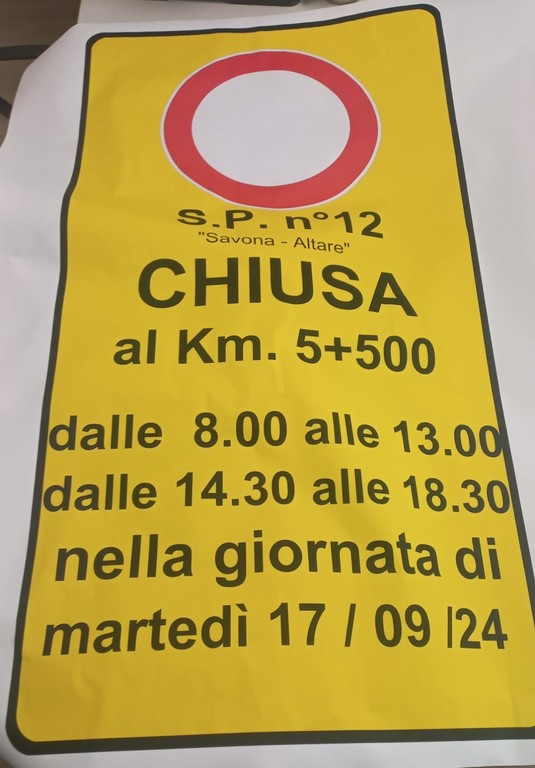 S.P. n°12
"Savona - Altare"
CHIUSA
al Km. 5+500
dalle 8.00 alle 13.00
dalle 14.30 alle 18.30
nella giornata di
martedì 17 / 09 /24